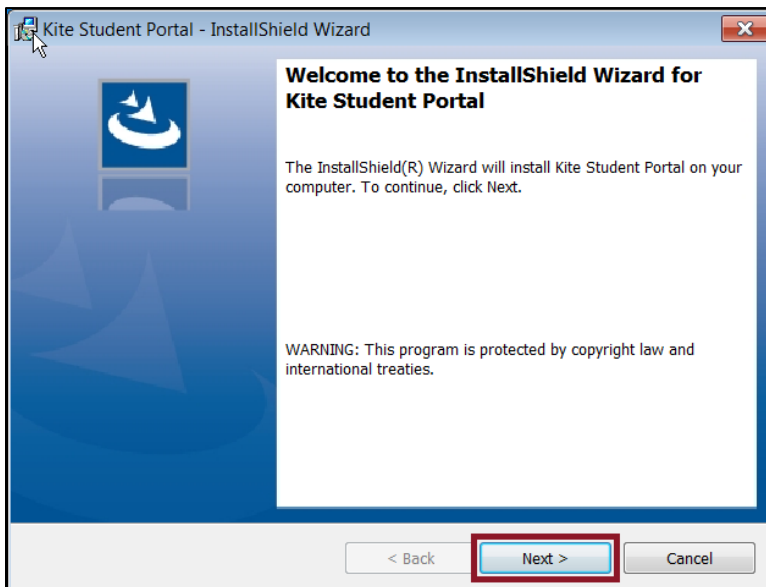 Kite Student Portal - InstallShield Wizard
Welcome to the InstallShield Wizard for
Kite Student Portal
The InstallShield(R) Wizard will install Kite Student Portal on your
computer. To continue, click Next.
WARNING: This program is protected by copyright law and
international treaties.
< Back
Next >
Cancel